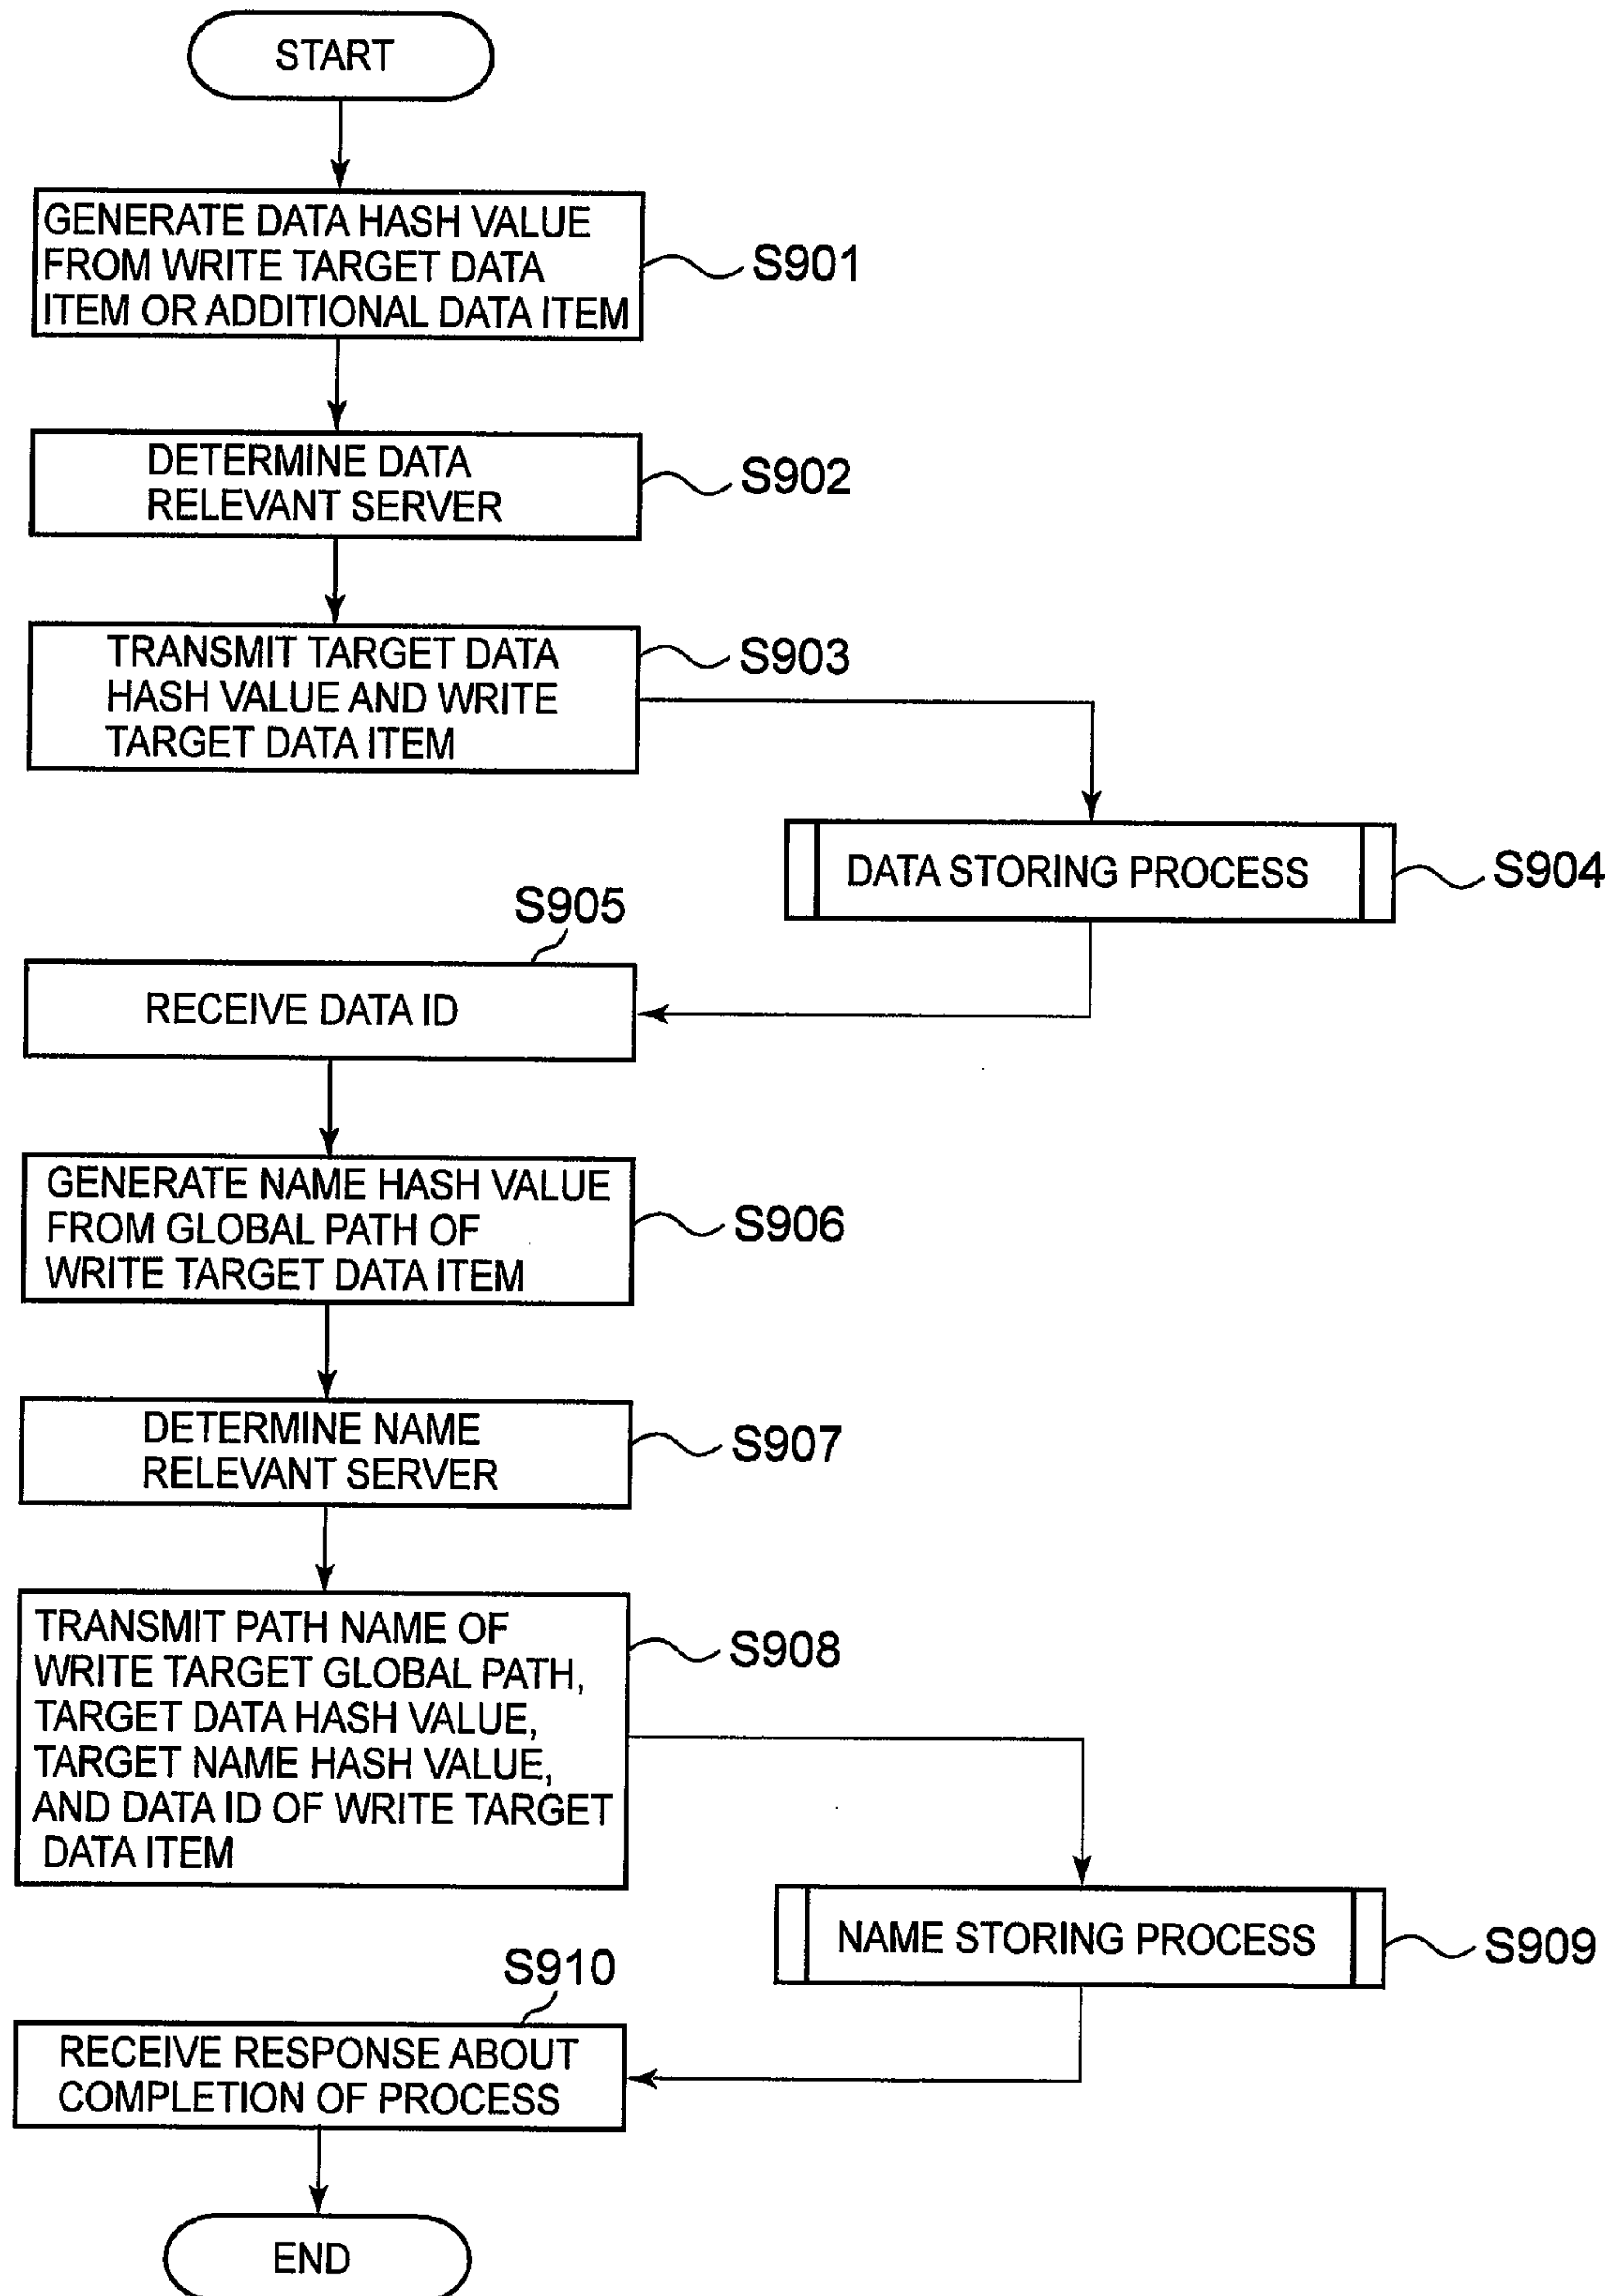 START
GENERATE DATA HASH VALUE
FROM WRITE TARGET DATA
ITEM OR ADDITIONAL DATA ITEM
S901
DETERMINE DATA
RELEVANT SERVER
S902
TRANSMIT TARGET DATA
HASH VALUE AND WRITE
TARGET DATA ITEM
S903
DATA STORING PROCESS
S904
S905
RECEIVE DATA ID
GENERATE NAME HASH VALUE
FROM GLOBAL PATH OF
WRITE TARGET DATA ITEM
S906
DETERMINE NAME
RELEVANT SERVER
S907
TRANSMIT PATH NAME OF
WRITE TARGET GLOBAL PATH,
TARGET DATA HASH VALUE,
TARGET NAME HASH VALUE,
AND DATA ID OF WRITE TARGET
DATA ITEM
S908
NAME STORING PROCESS
S909
S910
RECEIVE RESPONSE ABOUT
COMPLETION OF PROCESS
END